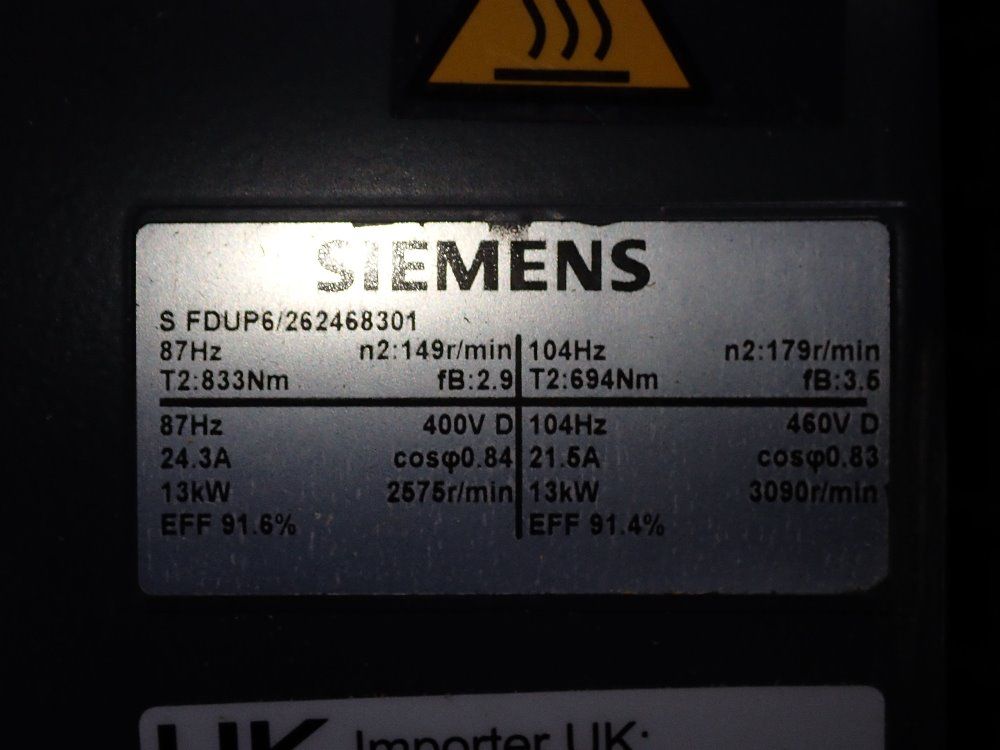 SIEMENS
S FDUP6/262468301
87Hz n2:149r/min 104Hz n2:179r/min
T2:833Nm fB:2.9 T2:694Nm fB:3.5
87Hz 400V D 104Hz 460V D
24.3A cosφ0.84 21.5A cosφ0.83
13kW 2575r/min 13kW 3090r/min
EFF 91.6% EFF 91.4%
UK Importer UK: